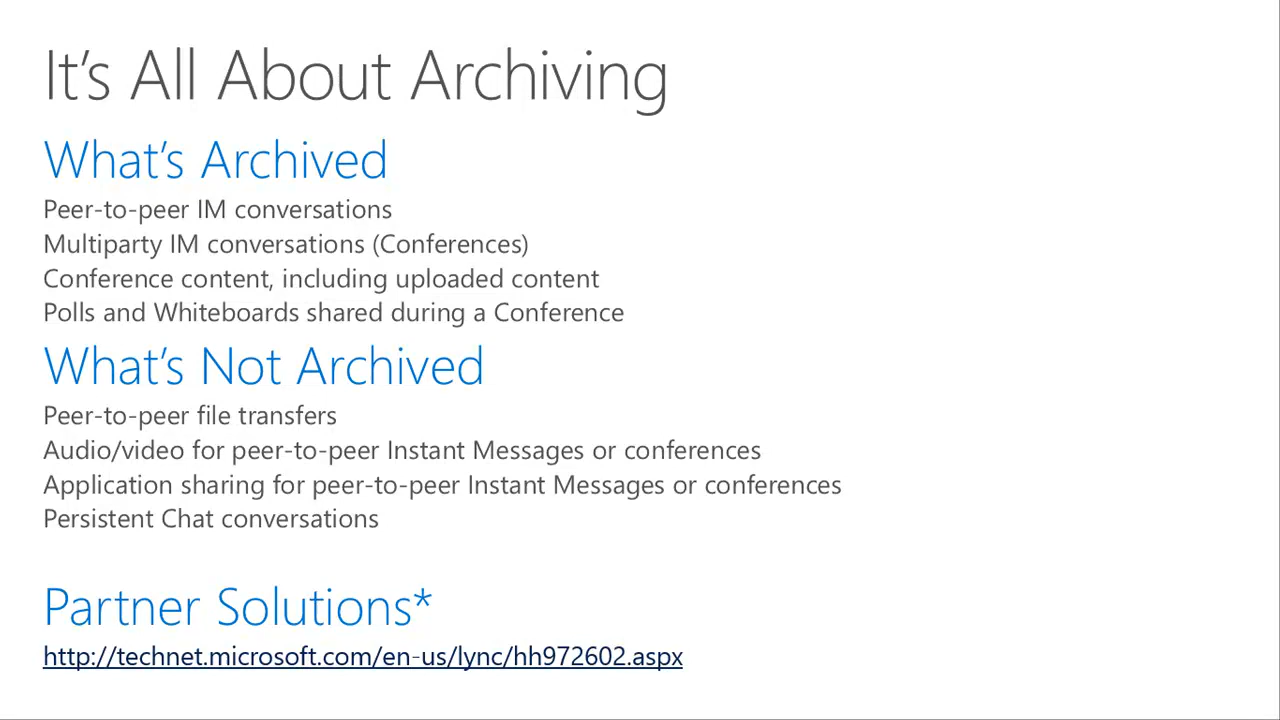 It's All About Archiving
What's Archived
Peer-to-peer IM conversations
Multiparty IM conversations (Conferences)
Conference content, including uploaded content
Polls and Whiteboards shared during a Conference
What's Not Archived
Peer-to-peer file transfers
Audio/video for peer-to-peer Instant Messages or conferences
Application sharing for peer-to-peer Instant Messages or conferences
Persistent Chat conversations
Partner Solutions*
http://technet.microsoft.com/en-us/lync/hh972602.aspx